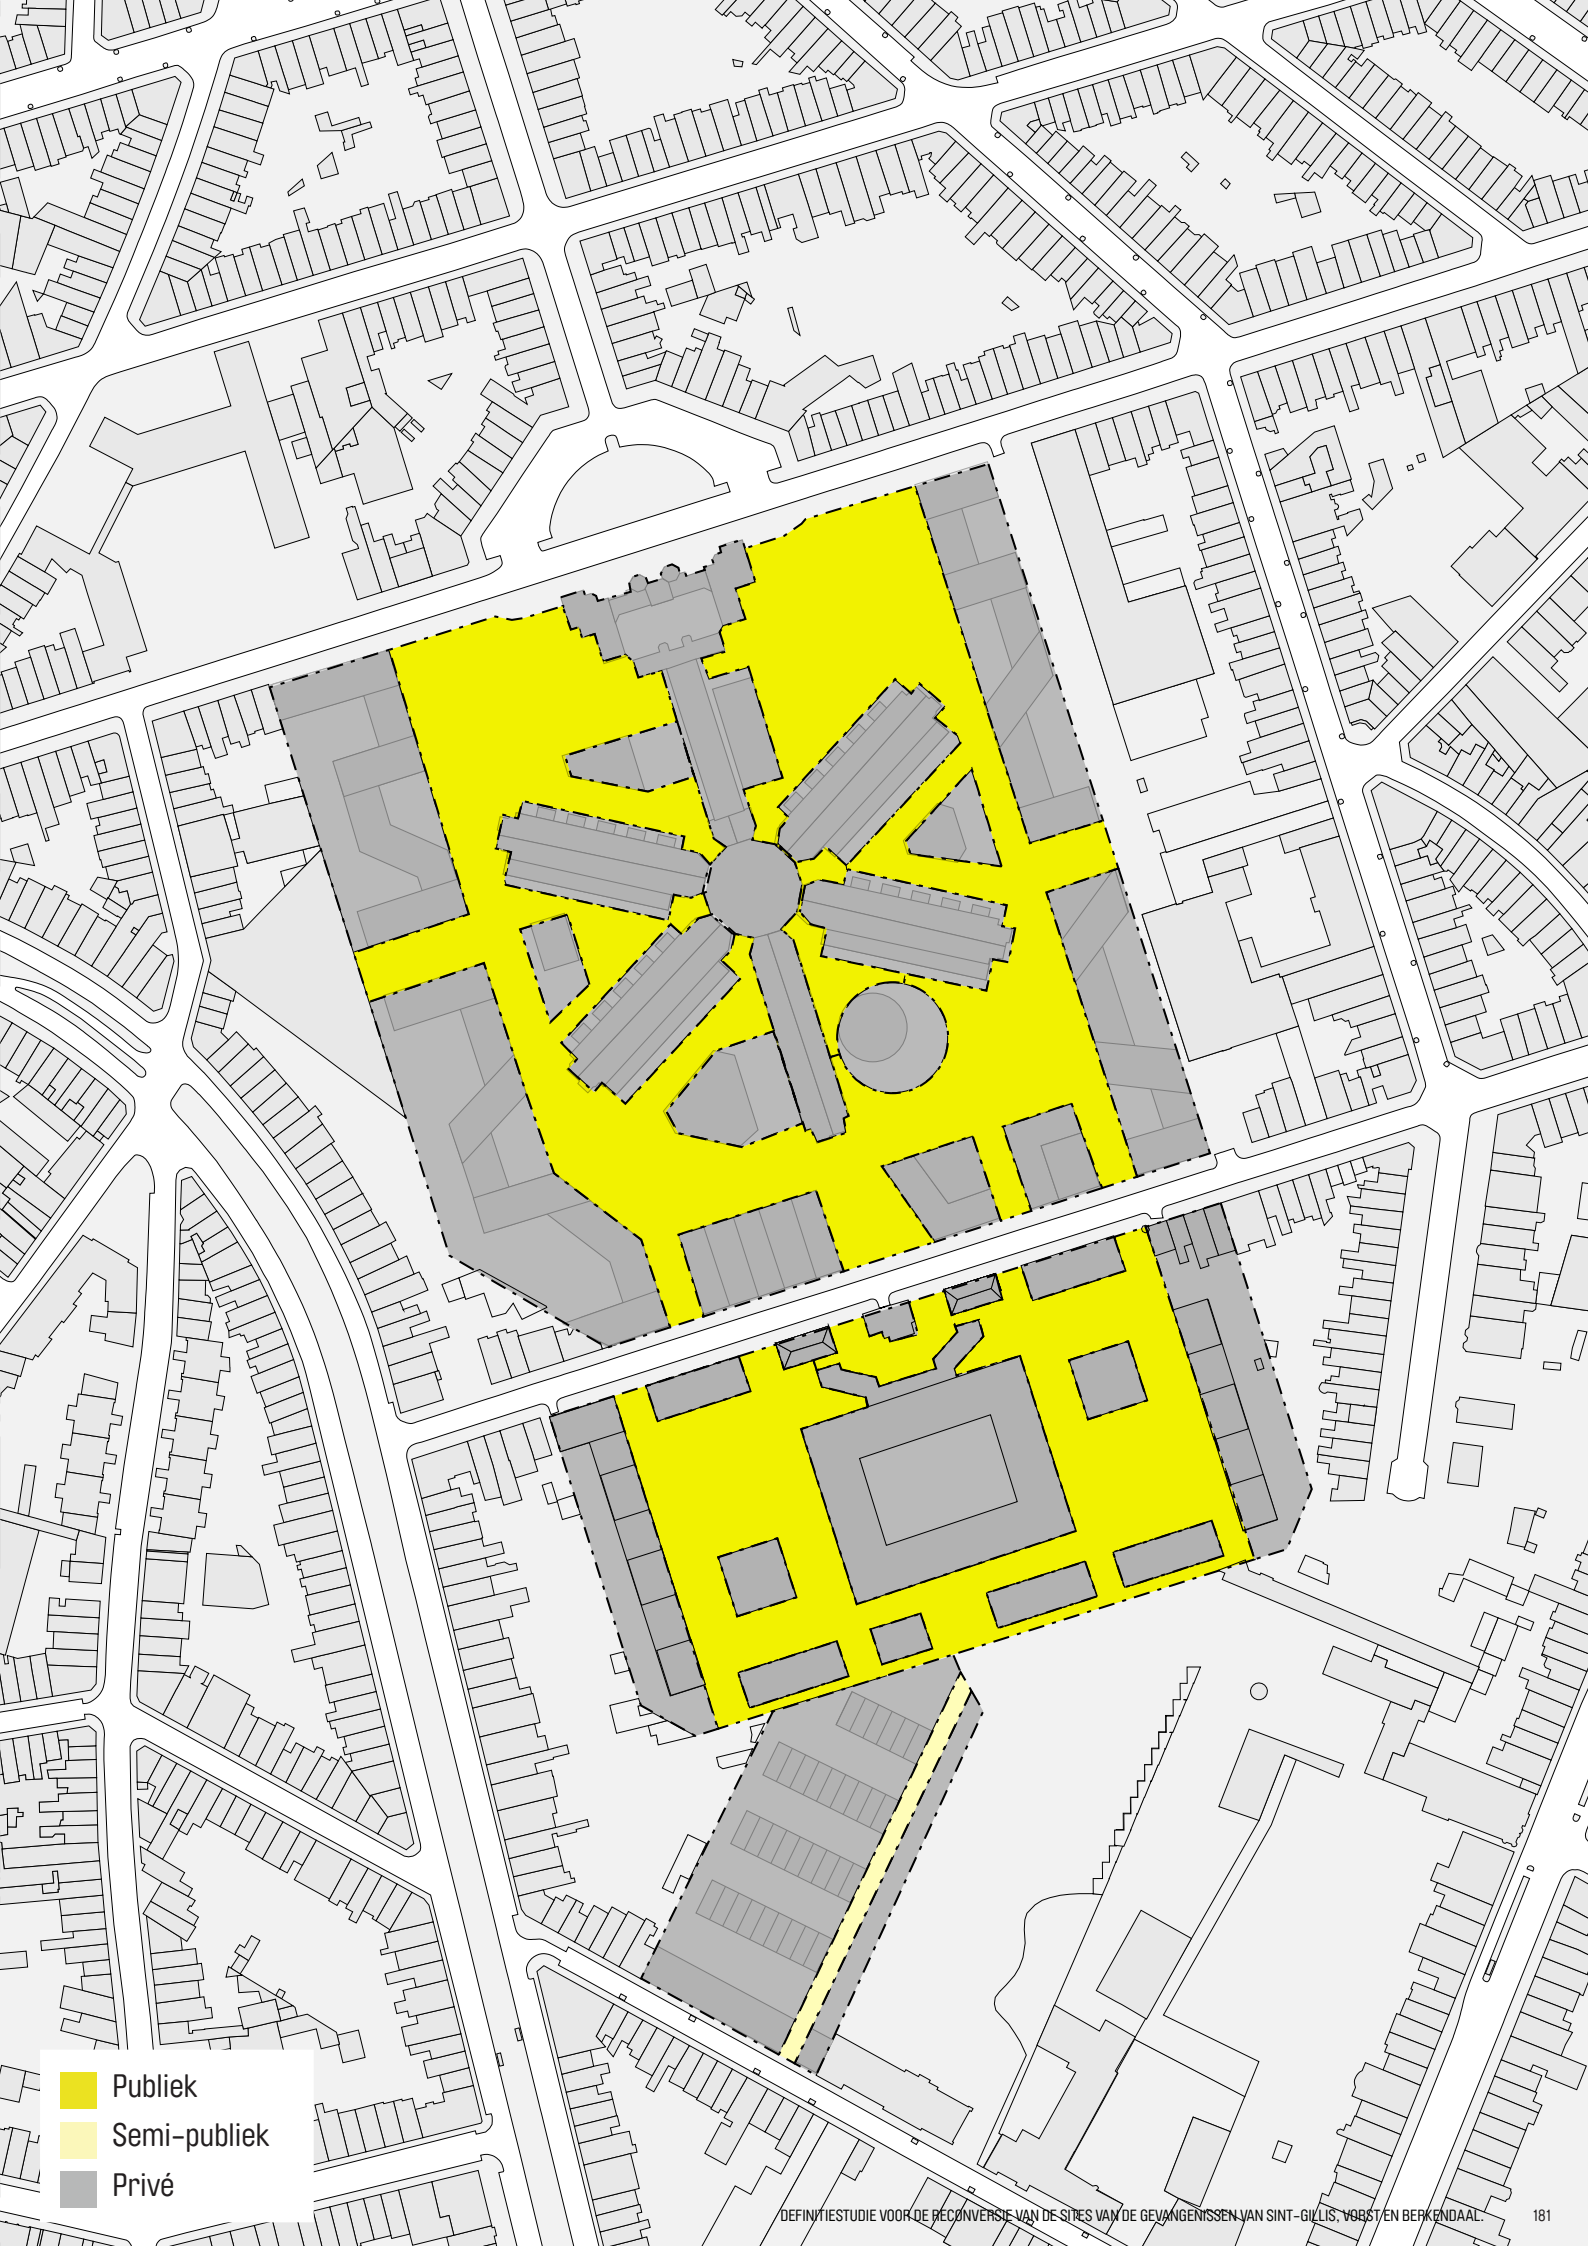 Publiek
Semi-publiek
Privé
DEFINITIESTUDIE VOOR DE RECONVERSIE VAN DE SITES VAN DE GEVANGENISSEN VAN SINT-GILLIS, VORST EN BERKENDAAL. 181